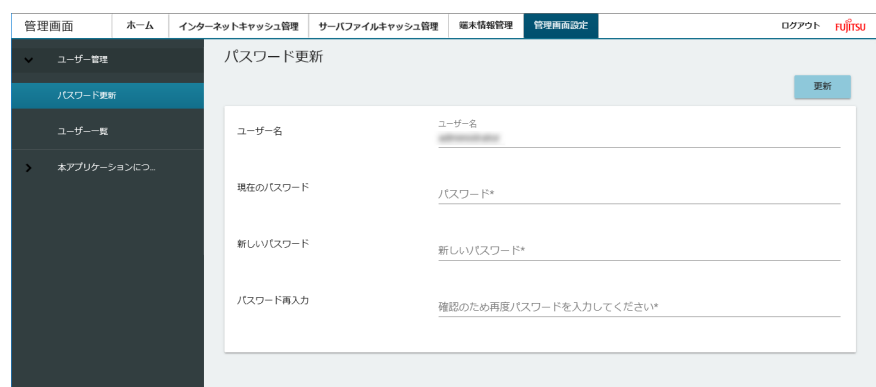 管理画面 ホーム インターネットキャッシュ管理 サーバファイルキャッシュ管理 端末情報管理 管理画面設定 ログアウト FUJITSU
ユーザー管理
パスワード更新
ユーザー一覧
本アプリケーションにつ...
パスワード更新
更新
ユーザー名
ユーザー名
現在のパスワード
パスワード*
新しいパスワード
新しいパスワード*
パスワード再入力
確認のため再度パスワードを入力してください*